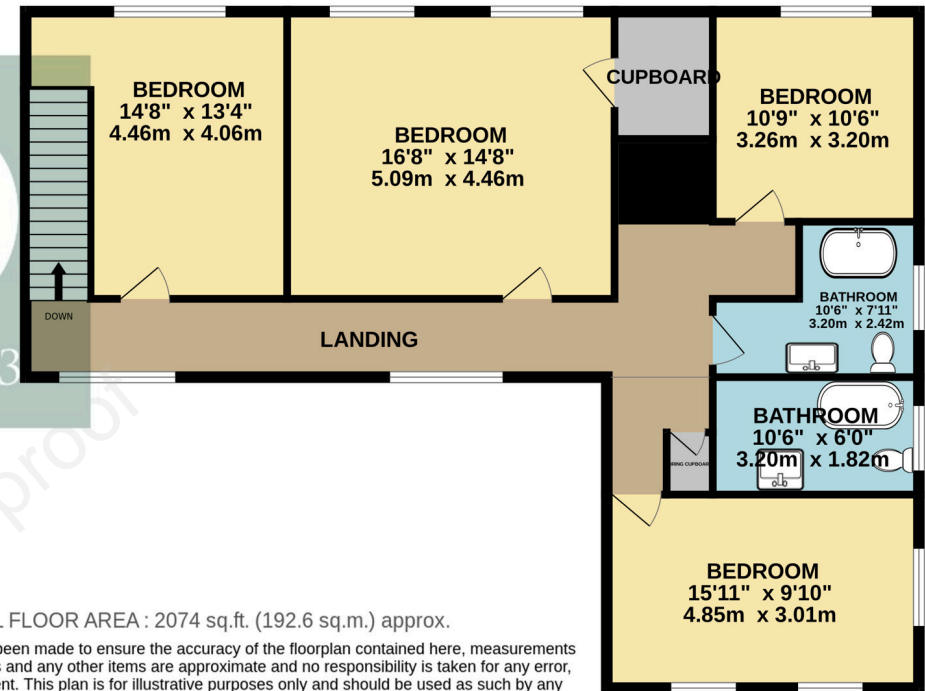 BEDROOM
14'8" x 13'4"
4.46m x 4.06m
BEDROOM
16'8" x 14'8"
5.09m x 4.46m
CUPBOARD
BEDROOM
10'9" x 10'6"
3.26m x 3.20m
DOWN
LANDING
BATHROOM
10'6" x 7'11"
3.20m x 2.42m
3
proof
BATHROOM
10'6" x 6'0"
3.20m x 1.82m
RING CUPBOAR
BEDROOM
15'11" x 9'10"
4.85m x 3.01m
L FLOOR AREA : 2074 sq.ft. (192.6 sq.m.) approx.
been made to ensure the accuracy of the floorplan contained here, measurements
s and any other items are approximate and no responsibility is taken for any error,
ent. This plan is for illustrative purposes only and should be used as such by any